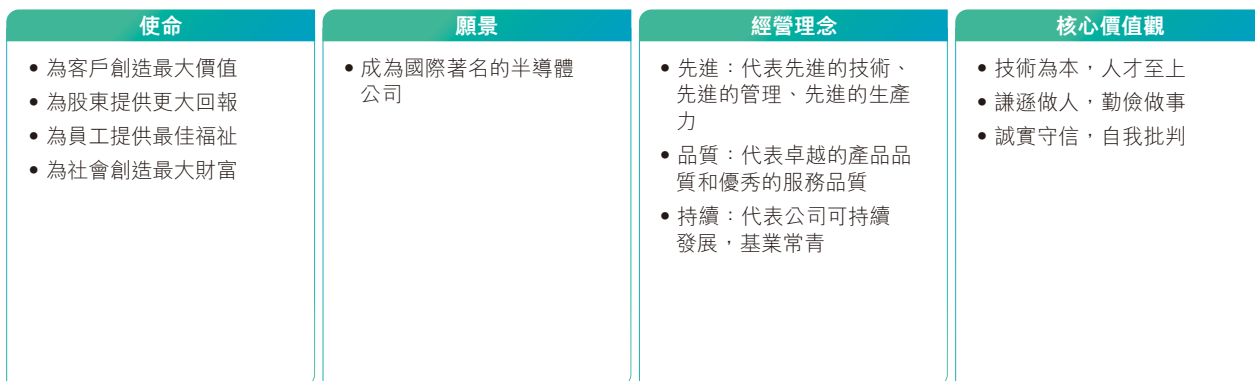 使命
• 為客戶創造最大價值
• 為股東提供更大回報
• 為員工提供最佳福祉
• 為社會創造最大財富
願景
• 成為國際著名的半導體
公司
經營理念
• 先進：代表先進的技術、
先進的管理、先進的生產
力
• 品質：代表卓越的產品品
質和優秀的服務品質
• 持續：代表公司可持續
發展，基業常青
核心價值觀
• 技術為本，人才至上
• 謙遜做人，勤儉做事
• 誠實守信，自我批判